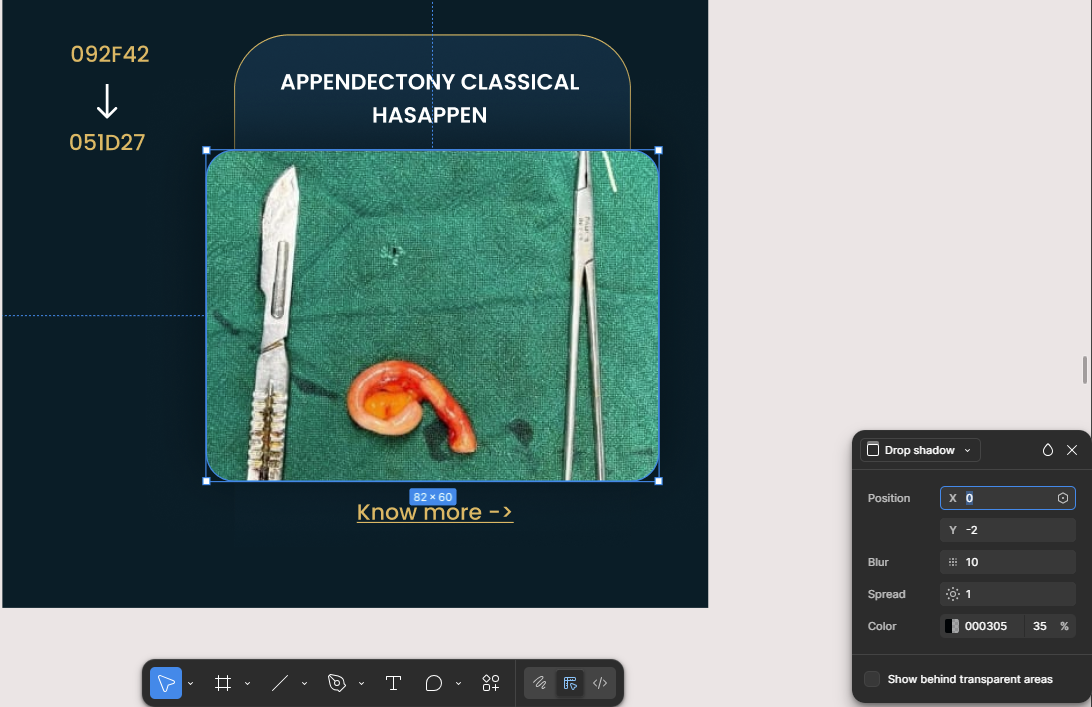 092F42
051D27
APPENDECTONY CLASSICAL
HASAPPEN
82 × 60
Know more ->
Drop shadow
Position
X 0
Y -2
Blur
10
Spread
1
Color
000305 35 %
Show behind transparent areas